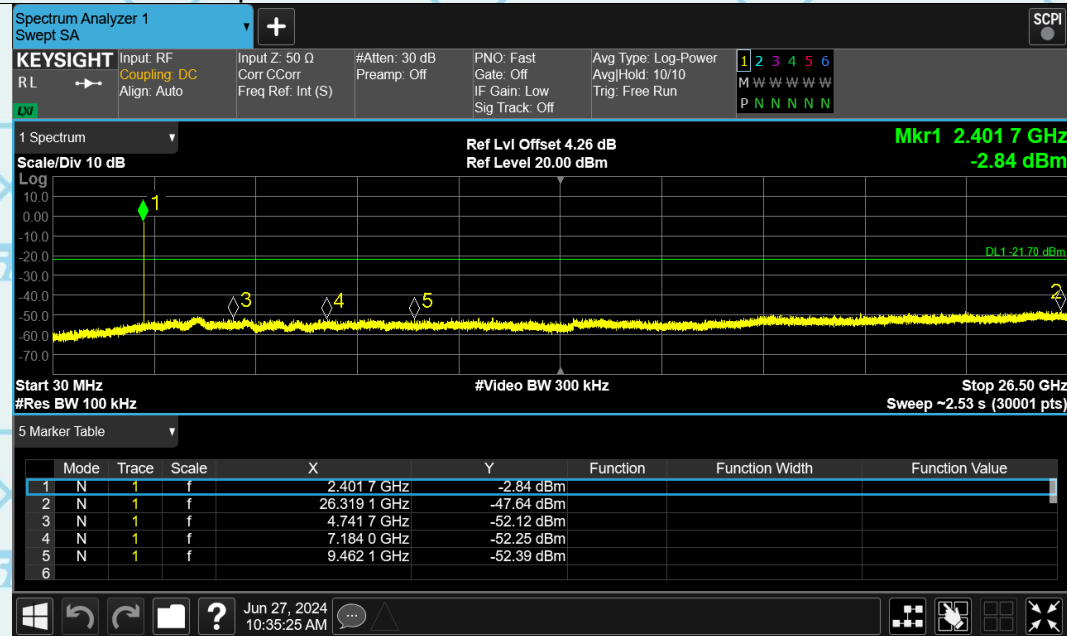 Spectrum Analyzer 1
Swept SA
+
SCPI
KEYSIGHT
RL
LXI
Input: RF
Coupling: DC
Align: Auto
Input Z: 50 Ω
Corr CCorr
Freq Ref: Int (S)
#Atten: 30 dB
Preamp: Off
PNO: Fast
Gate: Off
IF Gain: Low
Sig Track: Off
Avg Type: Log-Power
Avg|Hold: 10/10
Trig: Free Run
1 2 3 4 5 6
M W W W W W
P N N N N N
1 Spectrum
Scale/Div 10 dB
Log
Ref Lvl Offset 4.26 dB
Ref Level 20.00 dBm
Mkr1 2.401 7 GHz
-2.84 dBm
10.0
0.00
-10.0
-20.0
-30.0
-40.0
-50.0
-60.0
-70.0
1
DL1 -21.70 dBm
3
4
5
2
Start 30 MHz
#Video BW 300 kHz
Stop 26.50 GHz
#Res BW 100 kHz
Sweep ~2.53 s (30001 pts)
5 Marker Table
Mode Trace Scale X Y Function Function Width Function Value
1 N 1 f 2.401 7 GHz -2.84 dBm
2 N 1 f 26.319 1 GHz -47.64 dBm
3 N 1 f 4.741 7 GHz -52.12 dBm
4 N 1 f 7.184 0 GHz -52.25 dBm
5 N 1 f 9.462 1 GHz -52.39 dBm
6
?
Jun 27, 2024
10:35:25 AM